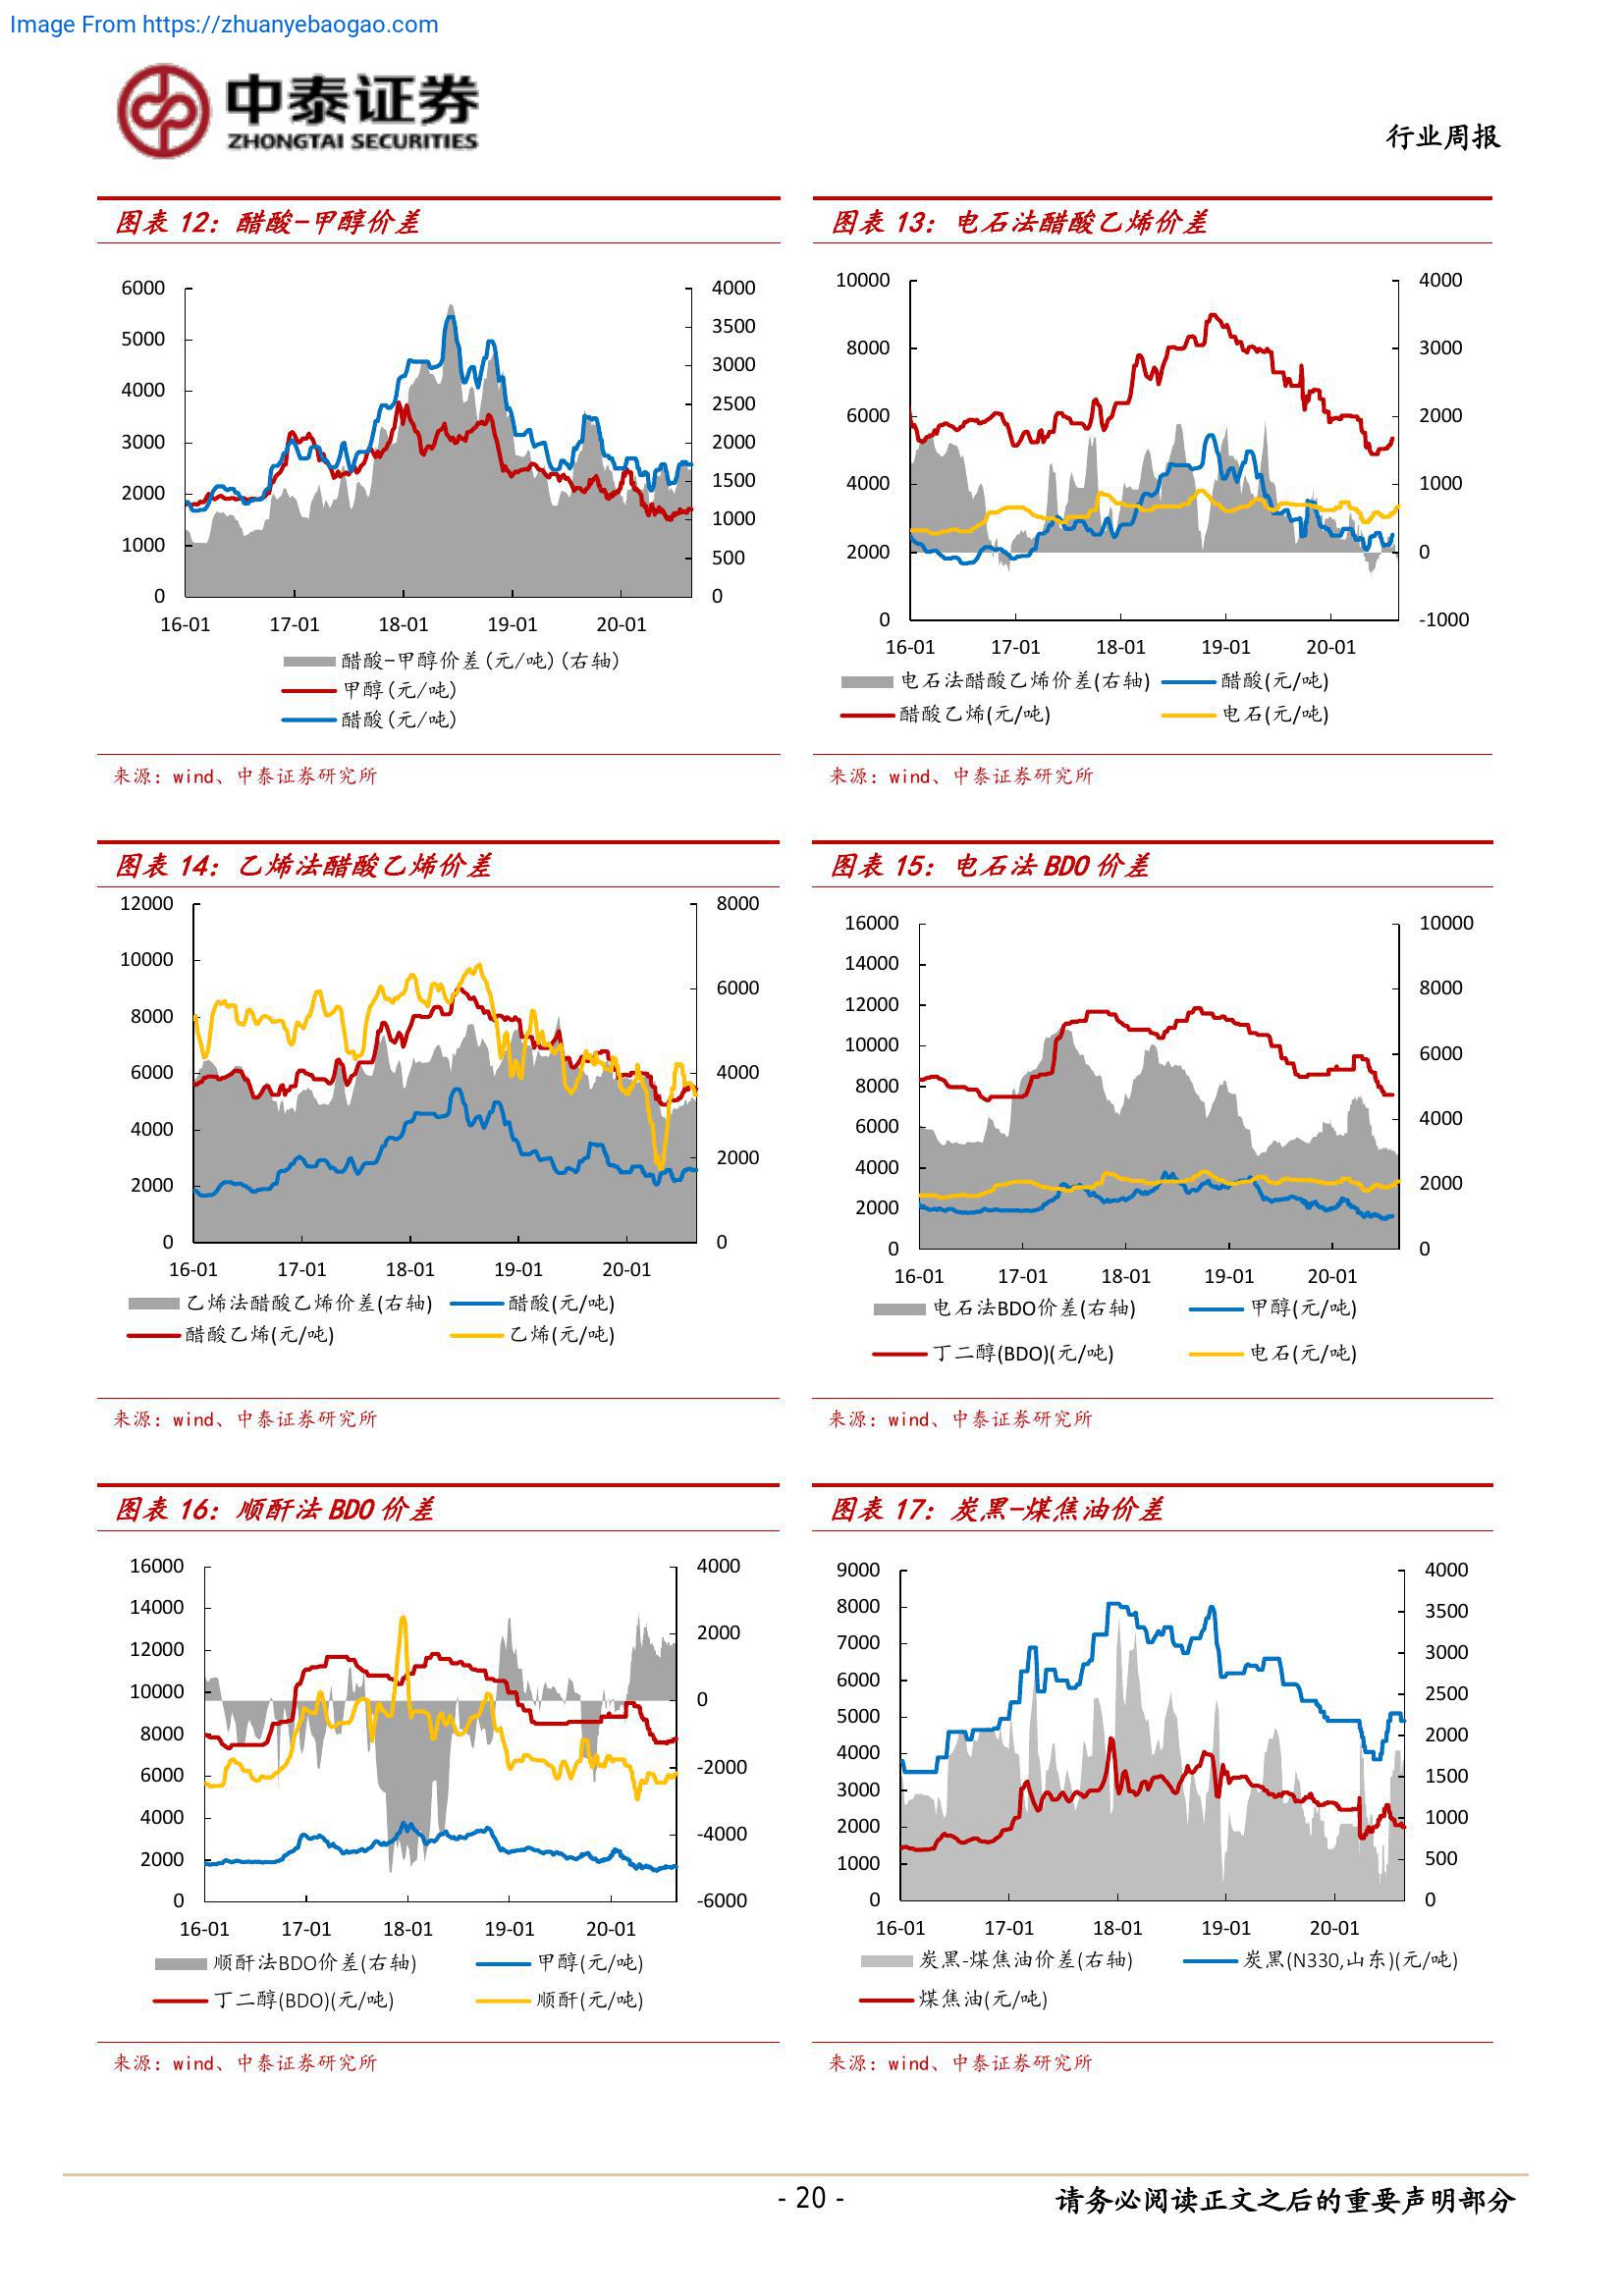 Image From https://zhuanyebaogao.com
中泰证券
ZHONGTAI SECURITIES
行业周报
图表 12：醋酸-甲醇价差
6000
5000
4000
3000
2000
1000
0
4000
3500
3000
2500
2000
1500
1000
500
0
16-01 17-01 18-01 19-01 20-01
醋酸-甲醇价差(元/吨)(右轴)
甲醇(元/吨)
醋酸(元/吨)
来源：wind、中泰证券研究所
图表 13：电石法醋酸乙烯价差
10000
8000
6000
4000
2000
0
4000
3000
2000
1000
0
-1000
16-01 17-01 18-01 19-01 20-01
电石法醋酸乙烯价差(右轴) 醋酸(元/吨)
醋酸乙烯(元/吨) 电石(元/吨)
来源：wind、中泰证券研究所
图表 14：乙烯法醋酸乙烯价差
12000
10000
8000
6000
4000
2000
0
8000
6000
4000
2000
0
16-01 17-01 18-01 19-01 20-01
乙烯法醋酸乙烯价差(右轴) 醋酸(元/吨)
醋酸乙烯(元/吨) 乙烯(元/吨)
来源：wind、中泰证券研究所
图表 15：电石法 BDO 价差
16000
14000
12000
10000
8000
6000
4000
2000
0
10000
8000
6000
4000
2000
0
16-01 17-01 18-01 19-01 20-01
电石法BDO价差(右轴) 甲醇(元/吨)
丁二醇(BDO)(元/吨) 电石(元/吨)
来源：wind、中泰证券研究所
图表 16：顺酐法 BDO 价差
16000
14000
12000
10000
8000
6000
4000
2000
0
4000
2000
0
-2000
-4000
-6000
16-01 17-01 18-01 19-01 20-01
顺酐法BDO价差(右轴) 甲醇(元/吨)
丁二醇(BDO)(元/吨) 顺酐(元/吨)
来源：wind、中泰证券研究所
图表 17：炭黑-煤焦油价差
9000
8000
7000
6000
5000
4000
3000
2000
1000
0
4000
3500
3000
2500
2000
1500
1000
500
0
16-01 17-01 18-01 19-01 20-01
炭黑-煤焦油价差(右轴) 炭黑(N330,山东)(元/吨)
煤焦油(元/吨)
来源：wind、中泰证券研究所
- 20 -
请务必阅读正文之后的重要声明部分